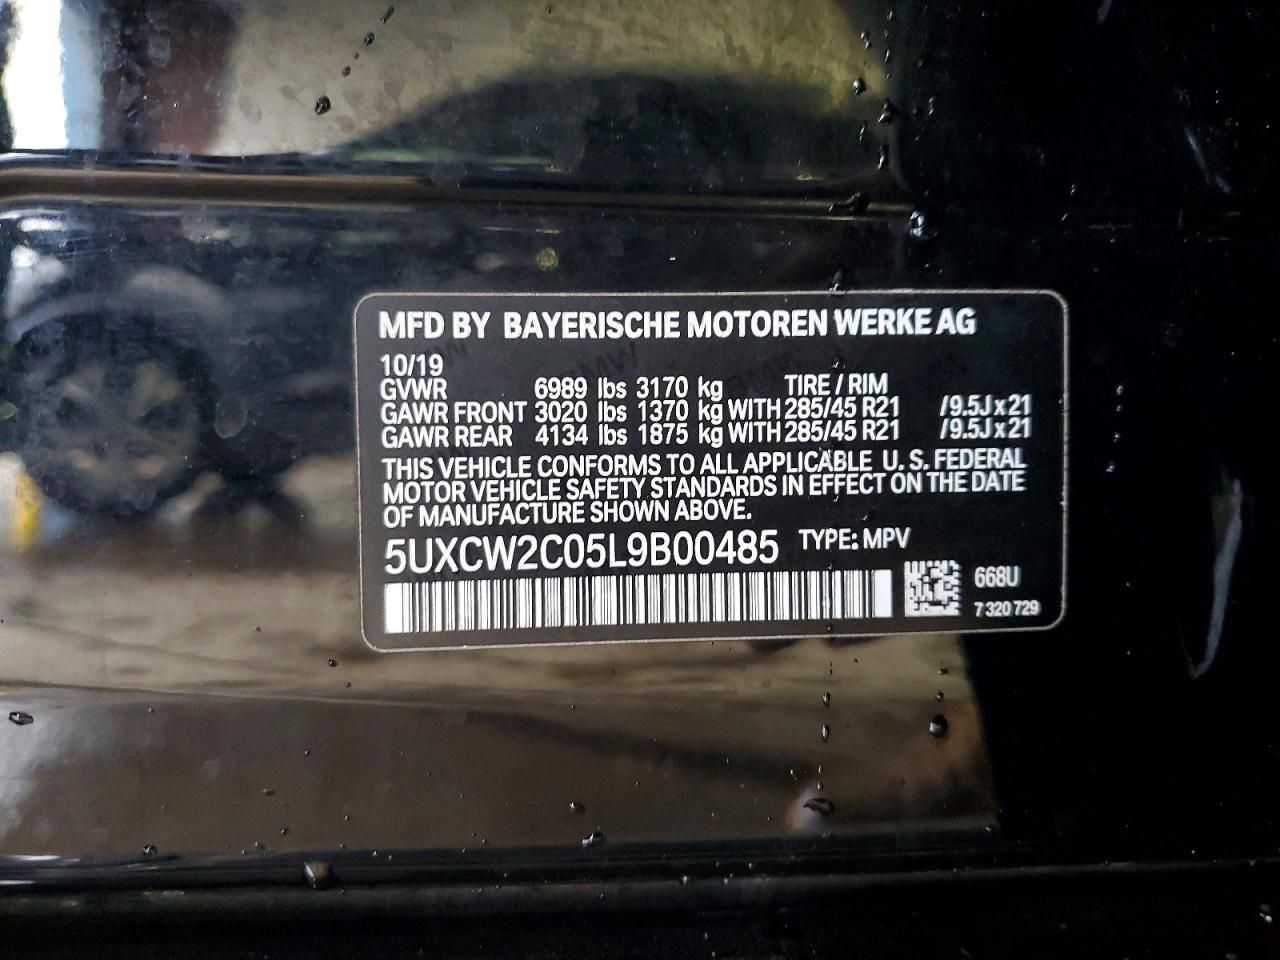 MFD BY BAYERISCHE MOTOREN WERKE AG
10/19
GVWR 6989 lbs 3170 kg TIRE / RIM
GAWR FRONT 3020 lbs 1370 kg WITH 285/45 R21 /9.5J x 21
GAWR REAR 4134 lbs 1875 kg WITH 285/45 R21 /9.5J x 21
THIS VEHICLE CONFORMS TO ALL APPLICABLE U. S. FEDERAL
MOTOR VEHICLE SAFETY STANDARDS IN EFFECT ON THE DATE
OF MANUFACTURE SHOWN ABOVE.
5UXCW2C05L9B00485 TYPE: MPV
668U
7 320 729